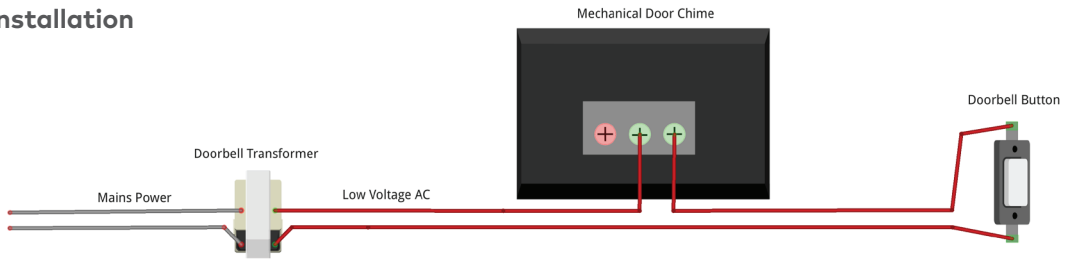 nstallation
Mechanical Door Chime
Doorbell Button
Doorbell Transformer
Mains Power
Low Voltage AC